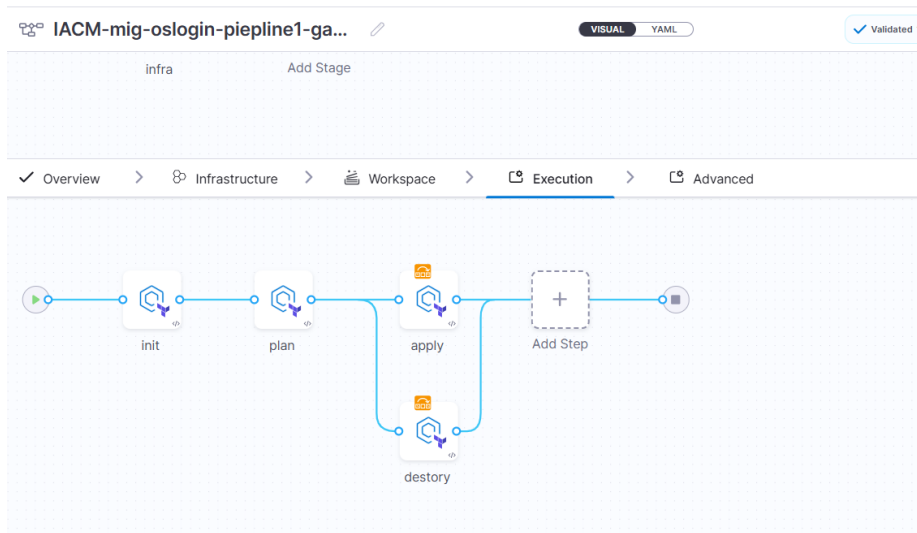 IACM-mig-oslogin-piepline1-ga...
VISUAL YAML
Validated
infra
Add Stage
Overview
Infrastructure
Workspace
Execution
Advanced
init
plan
apply
Add Step
destory